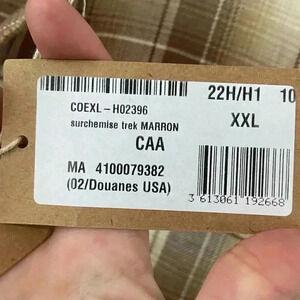 22H/H1 10
COEXL-H02396
surchemise trek MARRON
XXL
CAA
MA 4100079382
(02/Douanes USA)
3 613061 192668